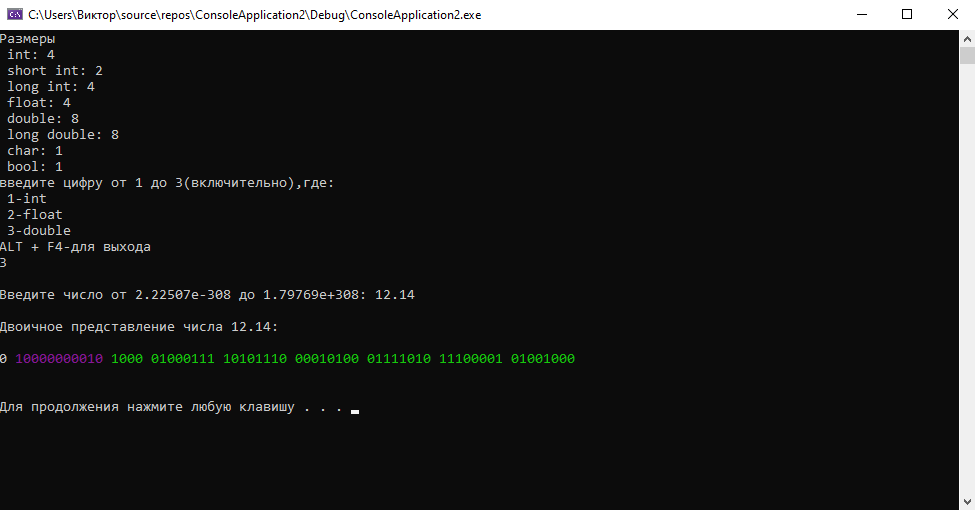 C:\Users\Виктор\source\repos\ConsoleApplication2\Debug\ConsoleApplication2.exe
Размеры
int: 4
short int: 2
long int: 4
float: 4
double: 8
long double: 8
char: 1
bool: 1
введите цифру от 1 до 3(включительно),где:
1-int
2-float
3-double
ALT + F4-для выхода
3
Введите число от 2.22507e-308 до 1.79769e+308: 12.14
Двоичное представление числа 12.14:
0 10000000010 1000 01000111 10101110 00010100 01111010 11100001 01001000
Для продолжения нажмите любую клавишу . . .